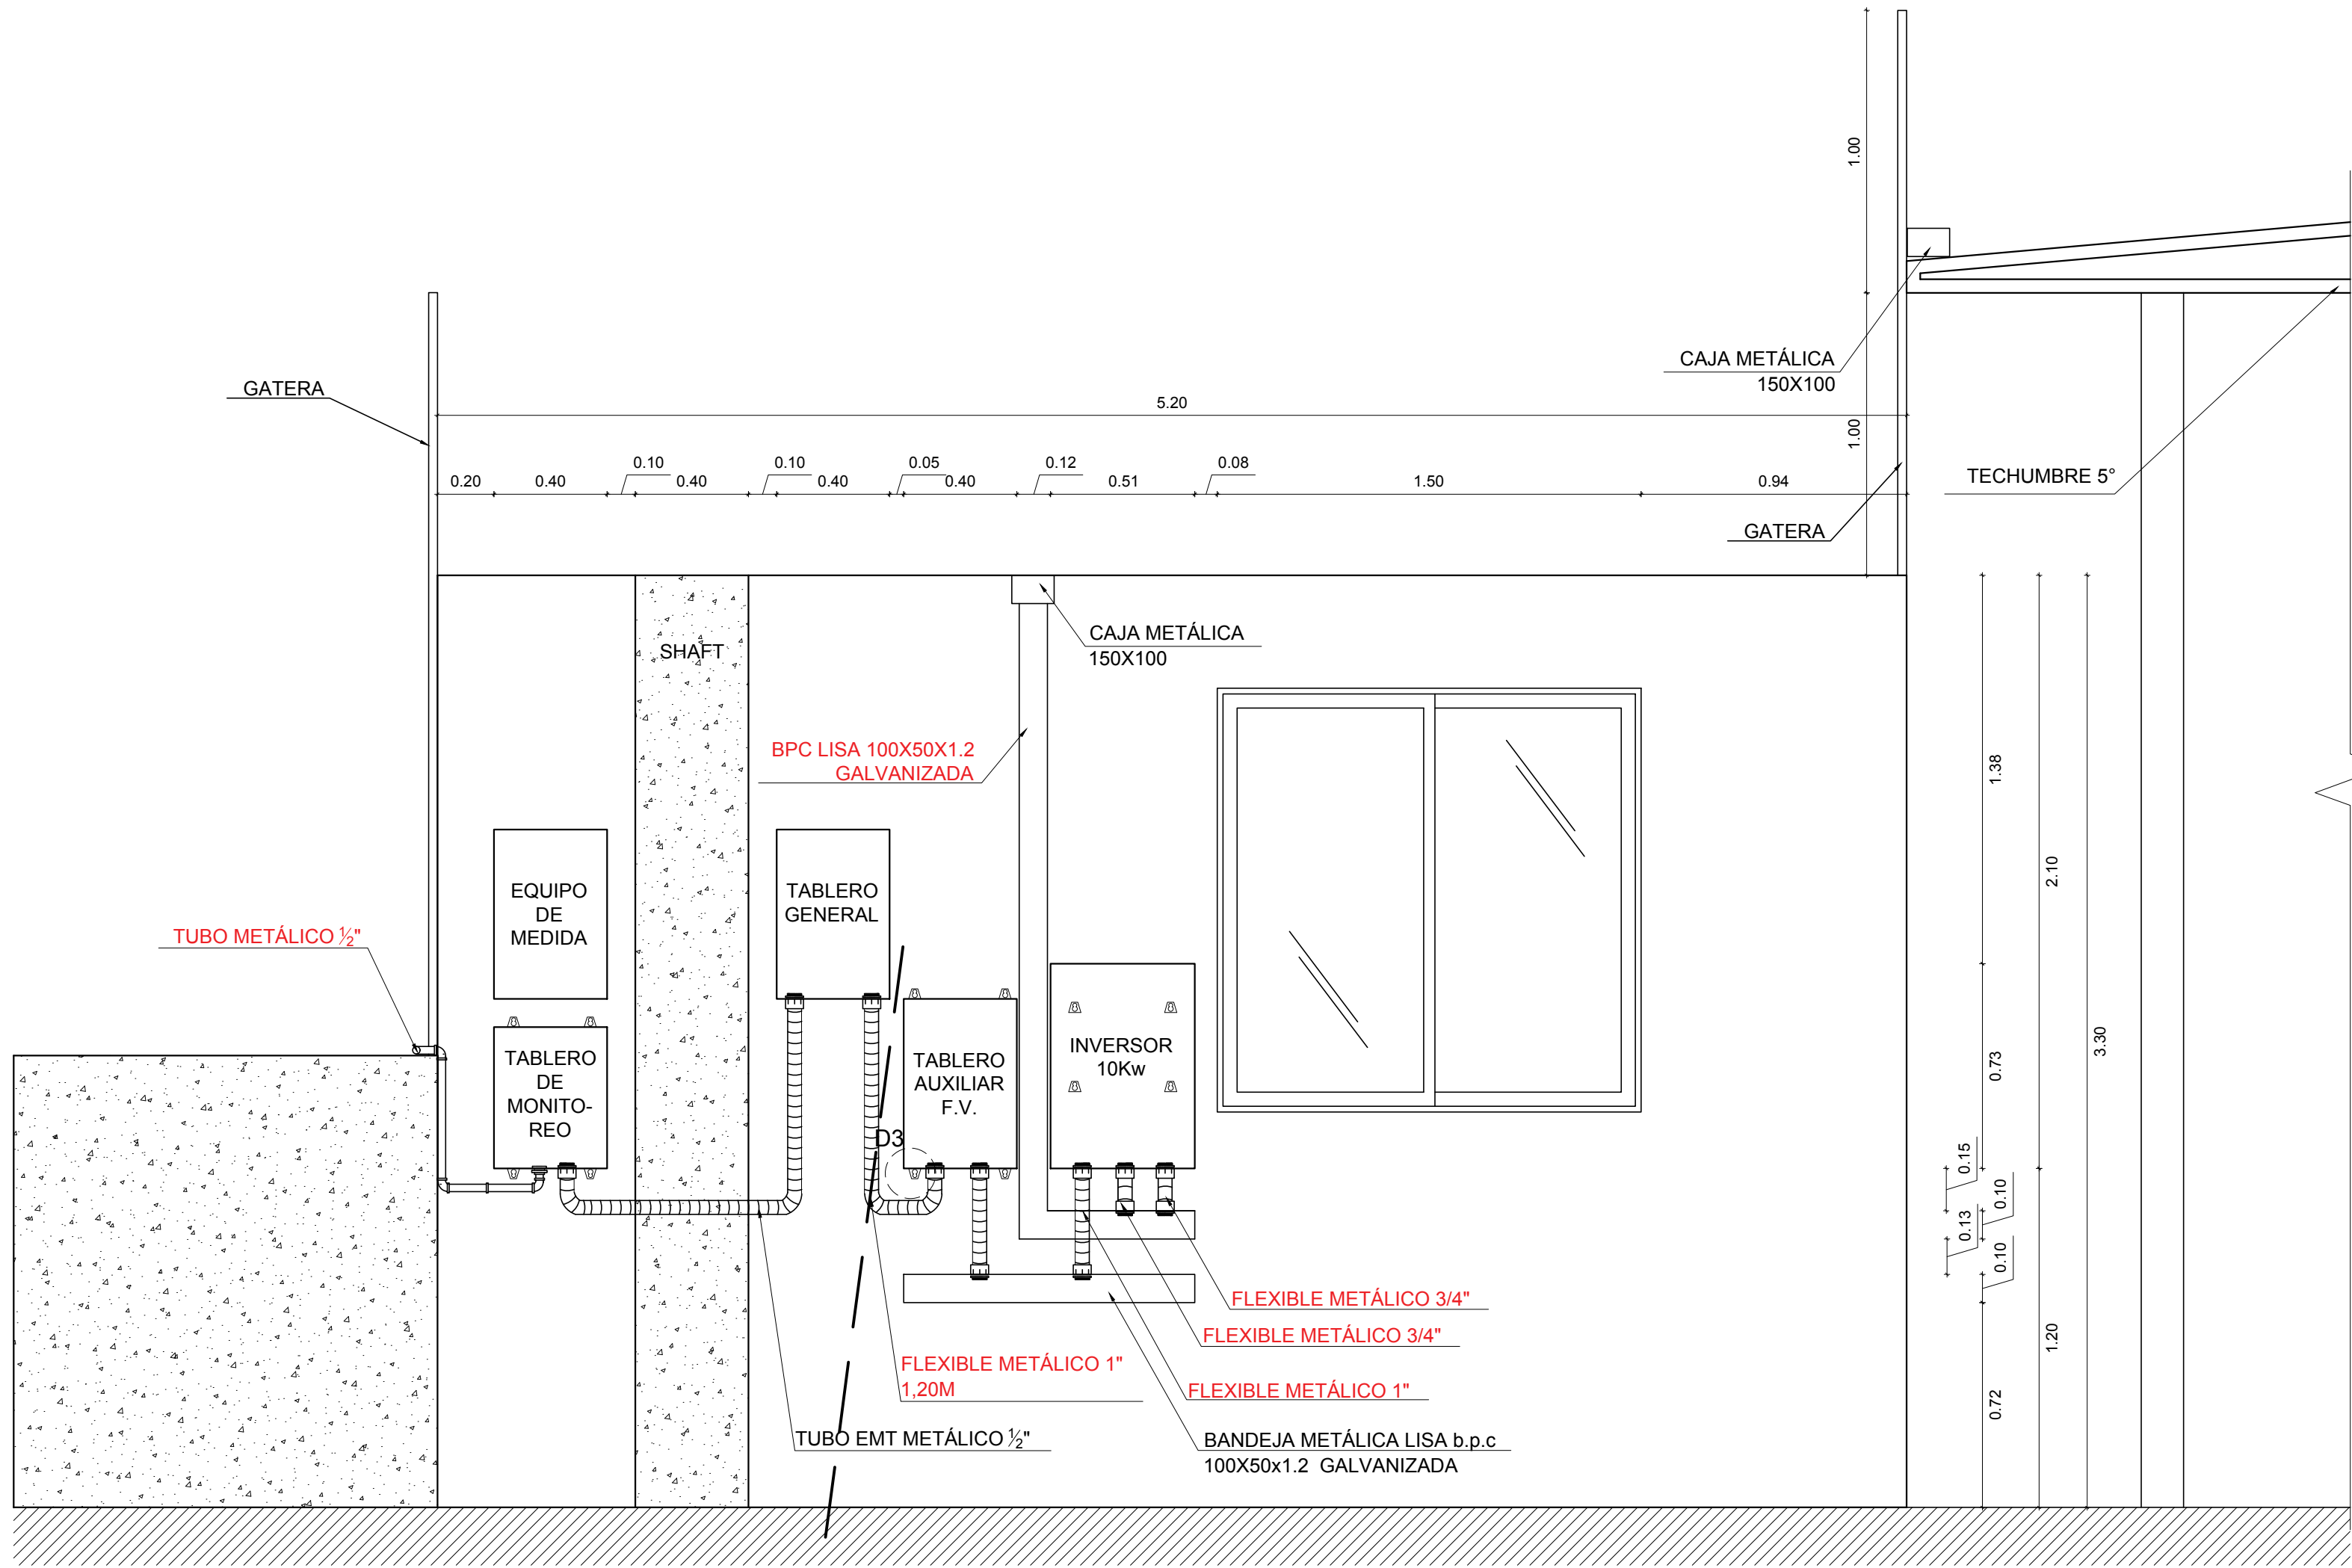 1.00
CAJA METÁLICA
150X100
GATERA
5.20
1.00
0.10
0.10
0.05
0.12
0.08
0.20
0.40
0.40
0.40
0.40
0.51
1.50
0.94
TECHUMBRE 5°
GATERA
CAJA METÁLICA
150X100
SHAFT
BPC LISA 100X50X1.2
GALVANIZADA
1.38
2.10
3.30
EQUIPO
DE
MEDIDA
TABLERO
GENERAL
TUBO METÁLICO ½"
TABLERO
DE
MONITO-
REO
TABLERO
AUXILIAR
F.V.
INVERSOR
10Kw
0.73
D3
0.15
0.10
0.13
0.10
FLEXIBLE METÁLICO 3/4"
FLEXIBLE METÁLICO 3/4"
FLEXIBLE METÁLICO 1"
1,20M
FLEXIBLE METÁLICO 1"
1.20
0.72
TUBO EMT METÁLICO ½"
BANDEJA METÁLICA LISA b.p.c
100X50x1.2 GALVANIZADA